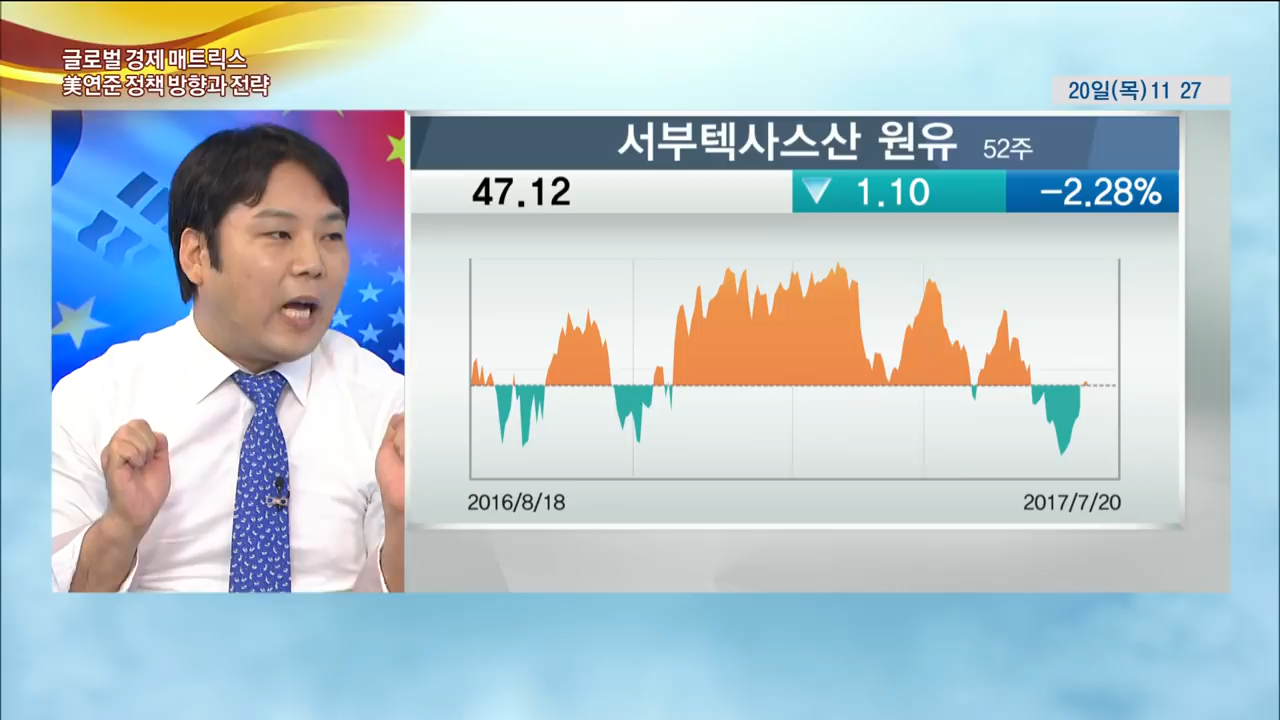 글로벌 경제 매트릭스
美연준 정책 방향과 전략
20일(목) 11 27
서부텍사스산 원유 52주
47.12 ▼ 1.10 -2.28%
2016/8/18 2017/7/20